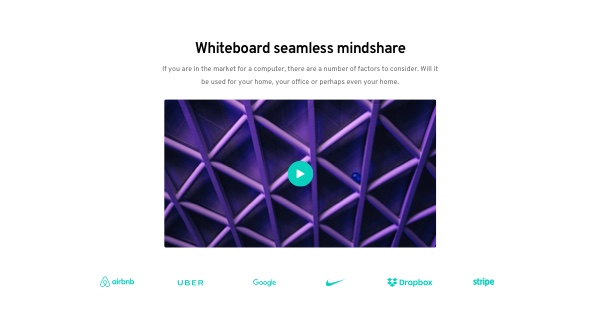 Whiteboard seamless mindshare
If you are in the market for a computer, there are a number of factors to consider. Will it
be used for your home, your office or perhaps even your home.
airbnb UBER Google Dropbox stripe